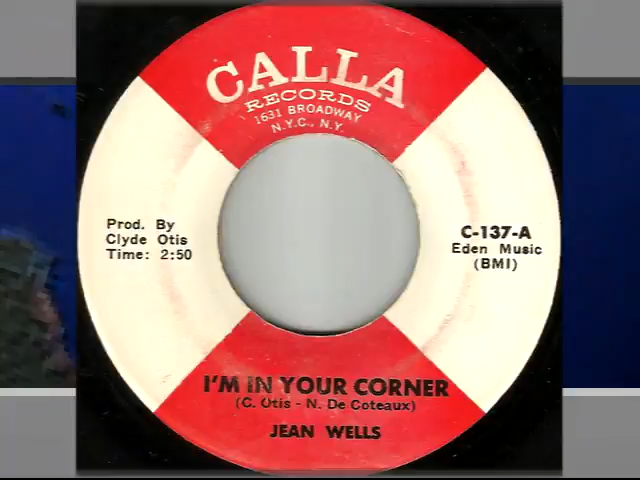 CALLA
RECORDS
1631 BROADWAY
N.Y.C., N.Y.
Prod. By
Clyde Otis
Time: 2:50
C-137-A
Eden Music
(BMI)
I'M IN YOUR CORNER
(C. Otis - N. De Coteaux)
JEAN WELLS